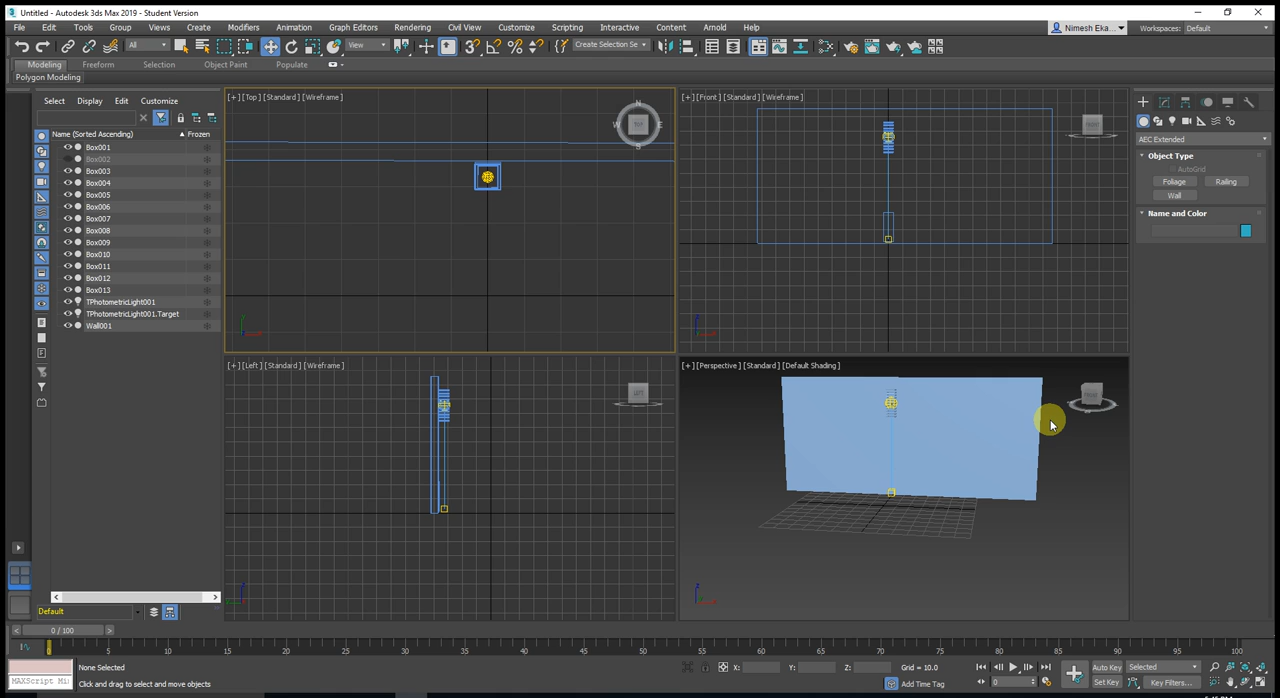 Untitled - Autodesk 3ds Max 2019 - Student Version
File Edit Tools Group Views Create Modifiers Animation Graph Editors Rendering Civil View Customize Scripting Interactive Content Arnold Help
Nimesh Eka... Workspaces: Default
All View Create Selection Se
Modeling Freeform Selection Object Paint Populate
Polygon Modeling
Select Display Edit Customize
Name (Sorted Ascending) Frozen
Box001
Box002
Box003
Box004
Box005
Box006
Box007
Box008
Box009
Box010
Box011
Box012
Box013
TPhotometricLight001
TPhotometricLight001.Target
Wall001
Default
[+] [Top] [Standard] [Wireframe]
N
W TOP E
S
[+] [Front] [Standard] [Wireframe]
FRONT
[+] [Left] [Standard] [Wireframe]
LEFT
[+] [Perspective] [Standard] [Default Shading]
AEC Extended
Object Type
AutoGrid
Foliage Railing
Wall
Name and Color
0 / 100
0 5 10 15 20 25 30 35 40 45 50 55 60 65 70 75 80 85 90 95 100
None Selected X: Y: Z: Grid = 10.0 Auto Key Selected
MAXScript Mi: Click and drag to select and move objects Add Time Tag 0 Set Key Key Filters...